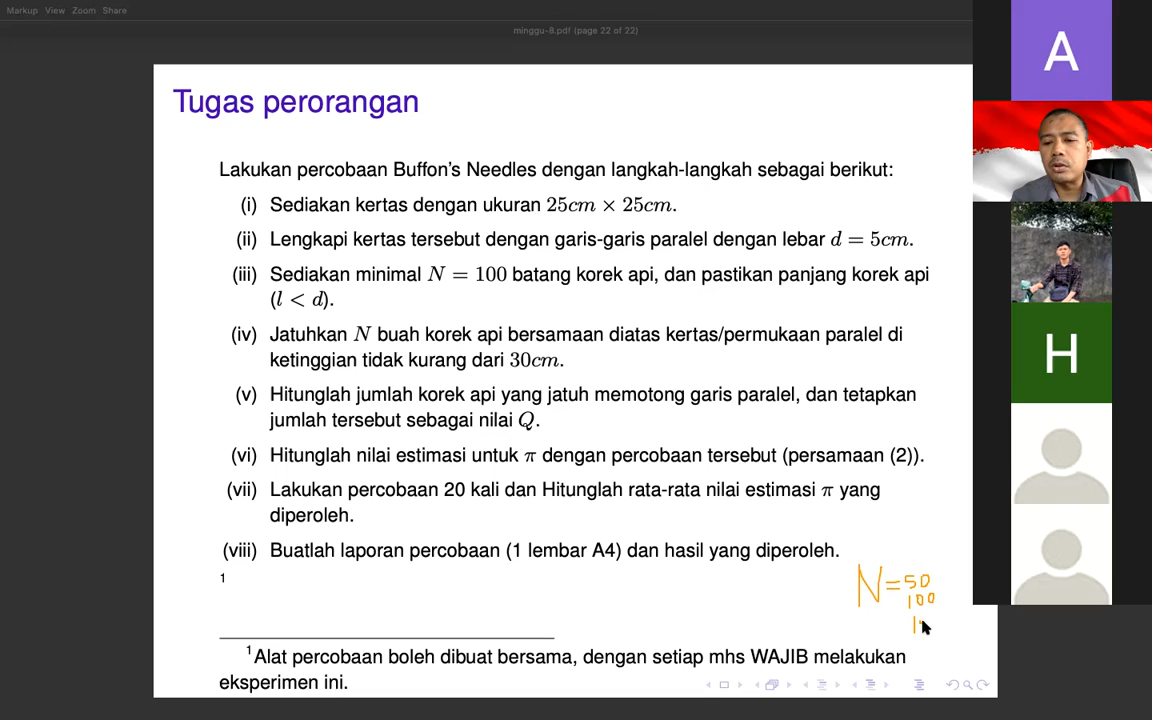 Markup View Zoom Share
minggu-8.pdf (page 22 of 22)
Tugas perorangan
Lakukan percobaan Buffon's Needles dengan langkah-langkah sebagai berikut:
(i) Sediakan kertas dengan ukuran 25cm × 25cm.
(ii) Lengkapi kertas tersebut dengan garis-garis paralel dengan lebar d = 5cm.
(iii) Sediakan minimal N = 100 batang korek api, dan pastikan panjang korek api
(l < d).
(iv) Jatuhkan N buah korek api bersamaan diatas kertas/permukaan paralel di
ketinggian tidak kurang dari 30cm.
(v) Hitunglah jumlah korek api yang jatuh memotong garis paralel, dan tetapkan
jumlah tersebut sebagai nilai Q.
(vi) Hitunglah nilai estimasi untuk π dengan percobaan tersebut (persamaan (2)).
(vii) Lakukan percobaan 20 kali dan Hitunglah rata-rata nilai estimasi π yang
diperoleh.
(viii) Buatlah laporan percobaan (1 lembar A4) dan hasil yang diperoleh.
1
N = 50
100
1Alat percobaan boleh dibuat bersama, dengan setiap mhs WAJIB melakukan
eksperimen ini.
A
H